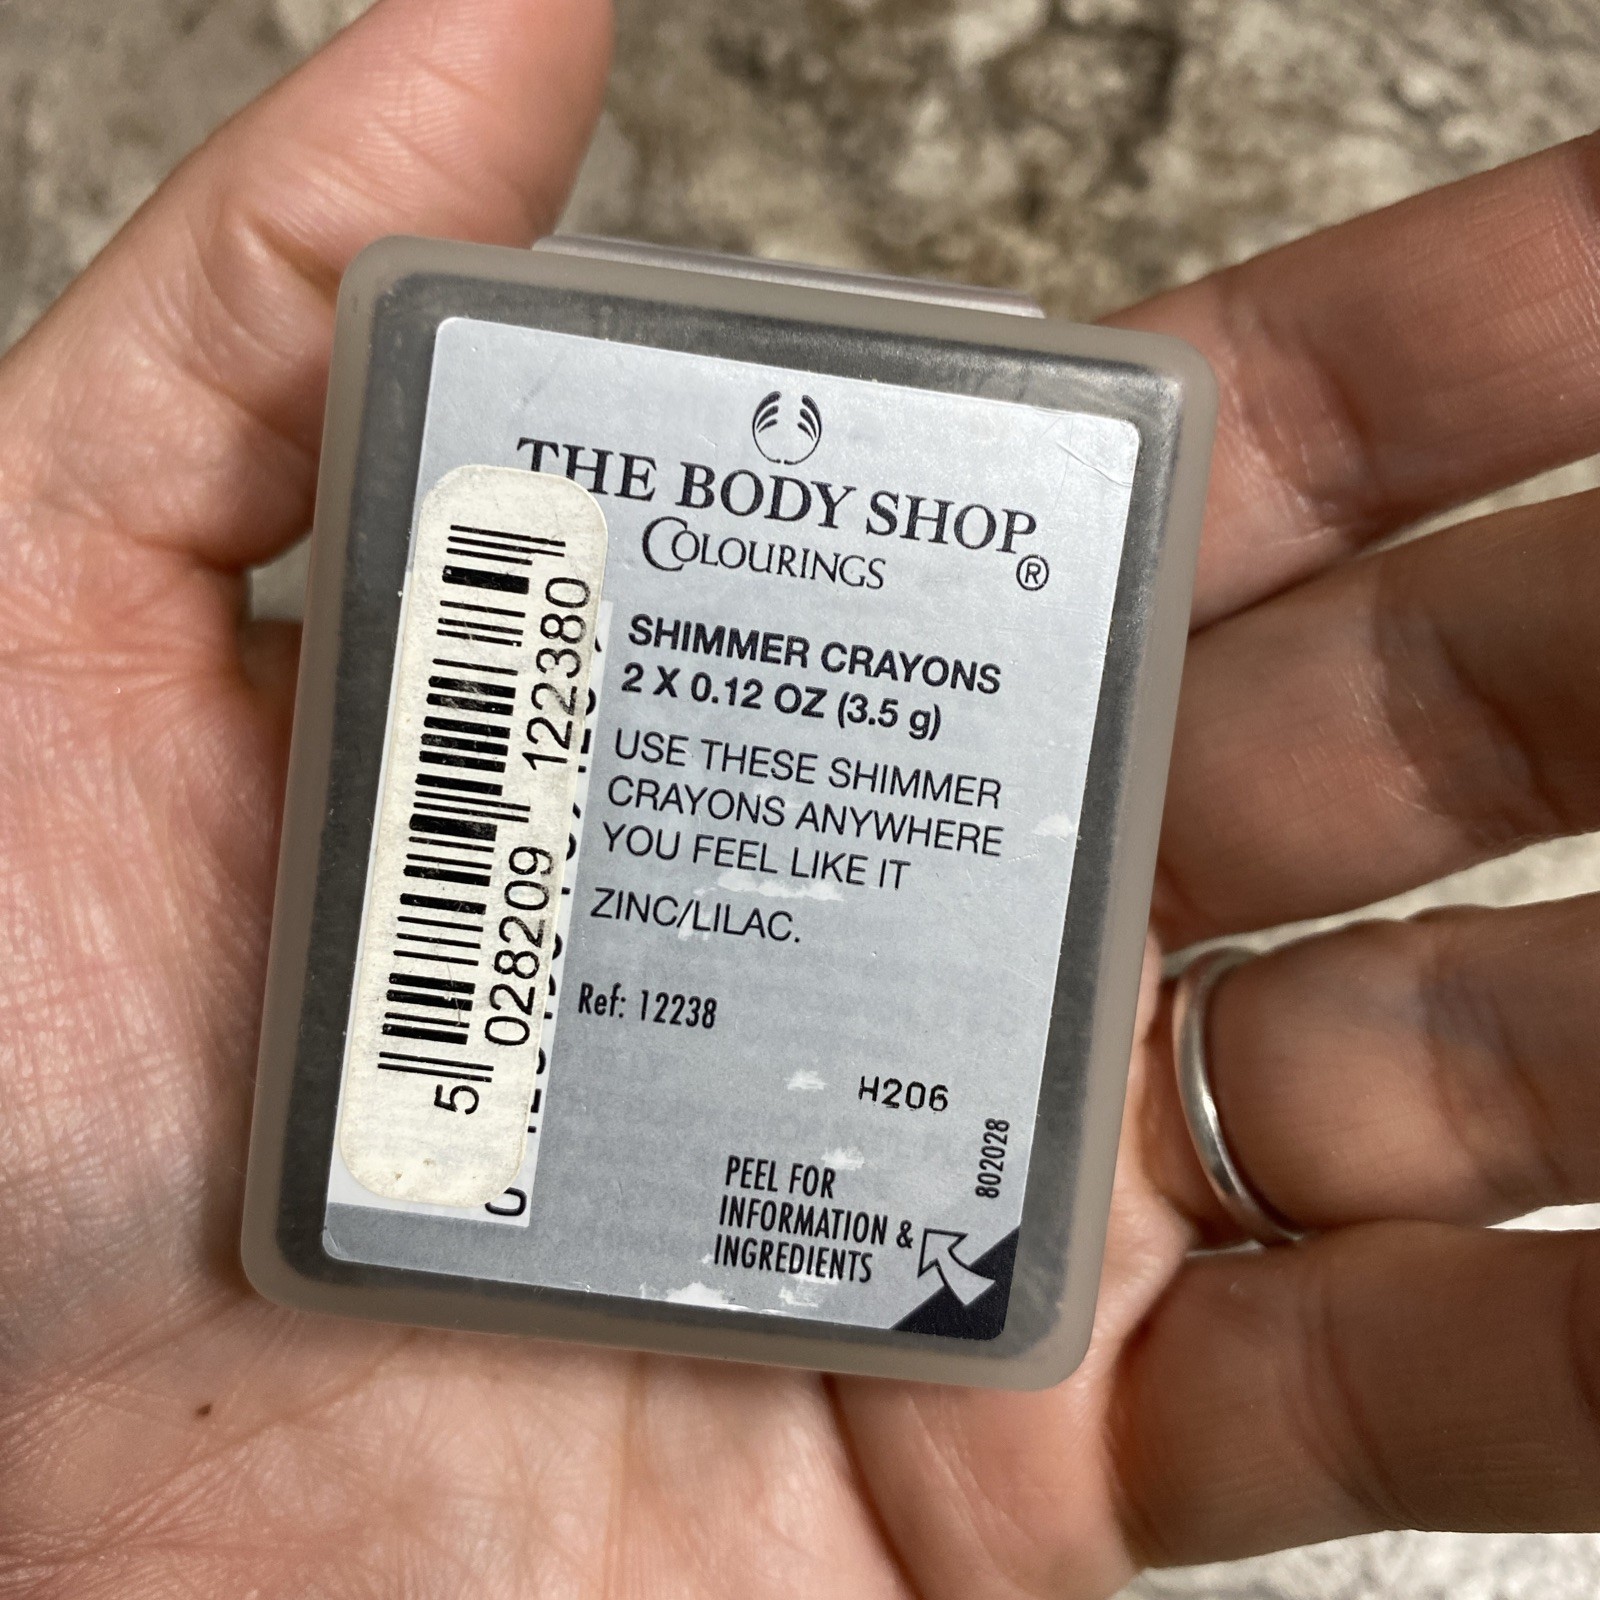 THE BODY SHOP®
COLOURINGS
SHIMMER CRAYONS
2 X 0.12 OZ (3.5 g)
USE THESE SHIMMER
CRAYONS ANYWHERE
YOU FEEL LIKE IT
ZINC/LILAC.
Ref: 12238
H206
802028
PEEL FOR
INFORMATION &
INGREDIENTS
5 028209 122380